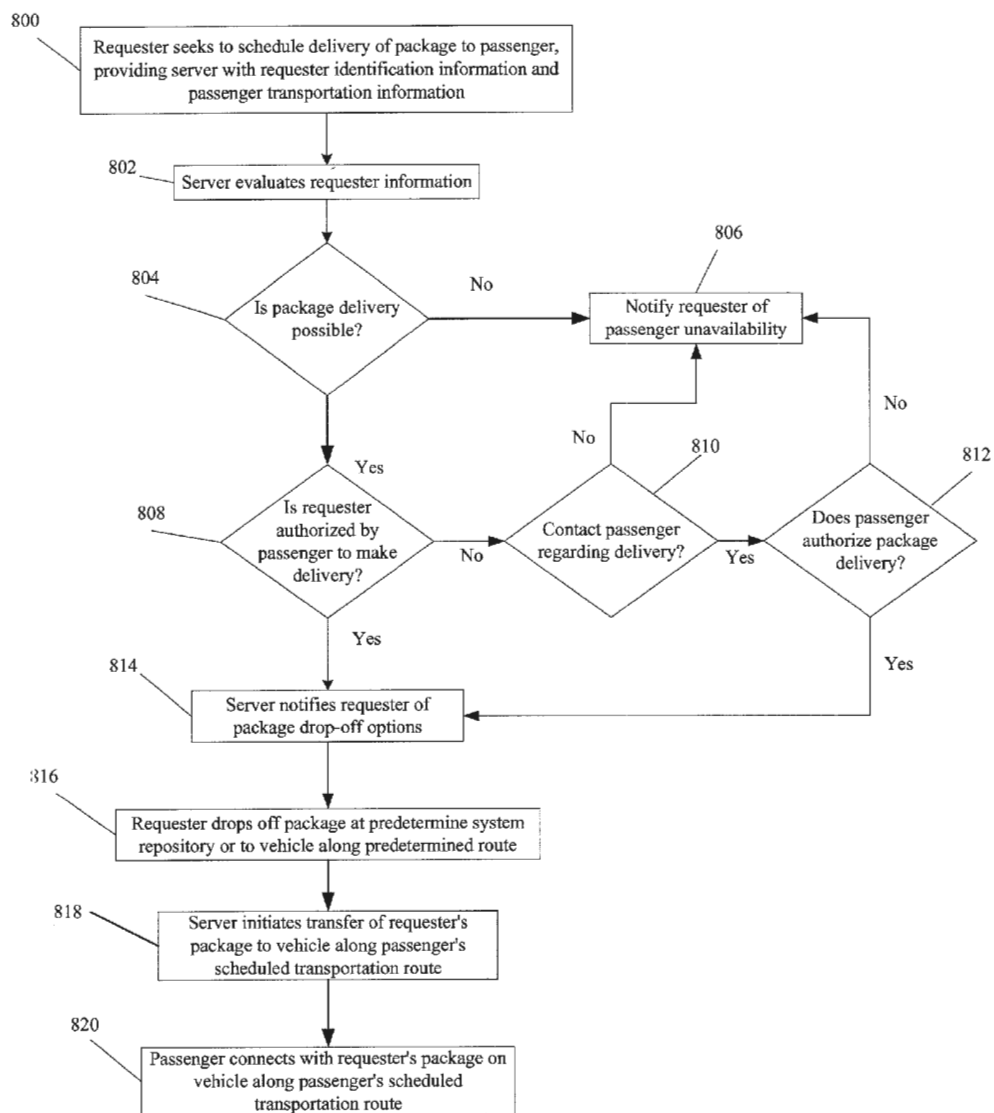 800
Requester seeks to schedule delivery of package to passenger,
providing server with requester identification information and
passenger transportation information
802
Server evaluates requester information
804
Is package delivery
possible?
No
806
Notify requester of
passenger unavailability
Yes
No
No
808
Is requester
authorized by
passenger to make
delivery?
No
810
Contact passenger
regarding delivery?
Yes
812
Does passenger
authorize package
delivery?
Yes
Yes
814
Server notifies requester of
package drop-off options
816
Requester drops off package at predetermine system
repository or to vehicle along predetermined route
818
Server initiates transfer of requester's
package to vehicle along passenger's
scheduled transportation route
820
Passenger connects with requester's package on
vehicle along passenger's scheduled
transportation route